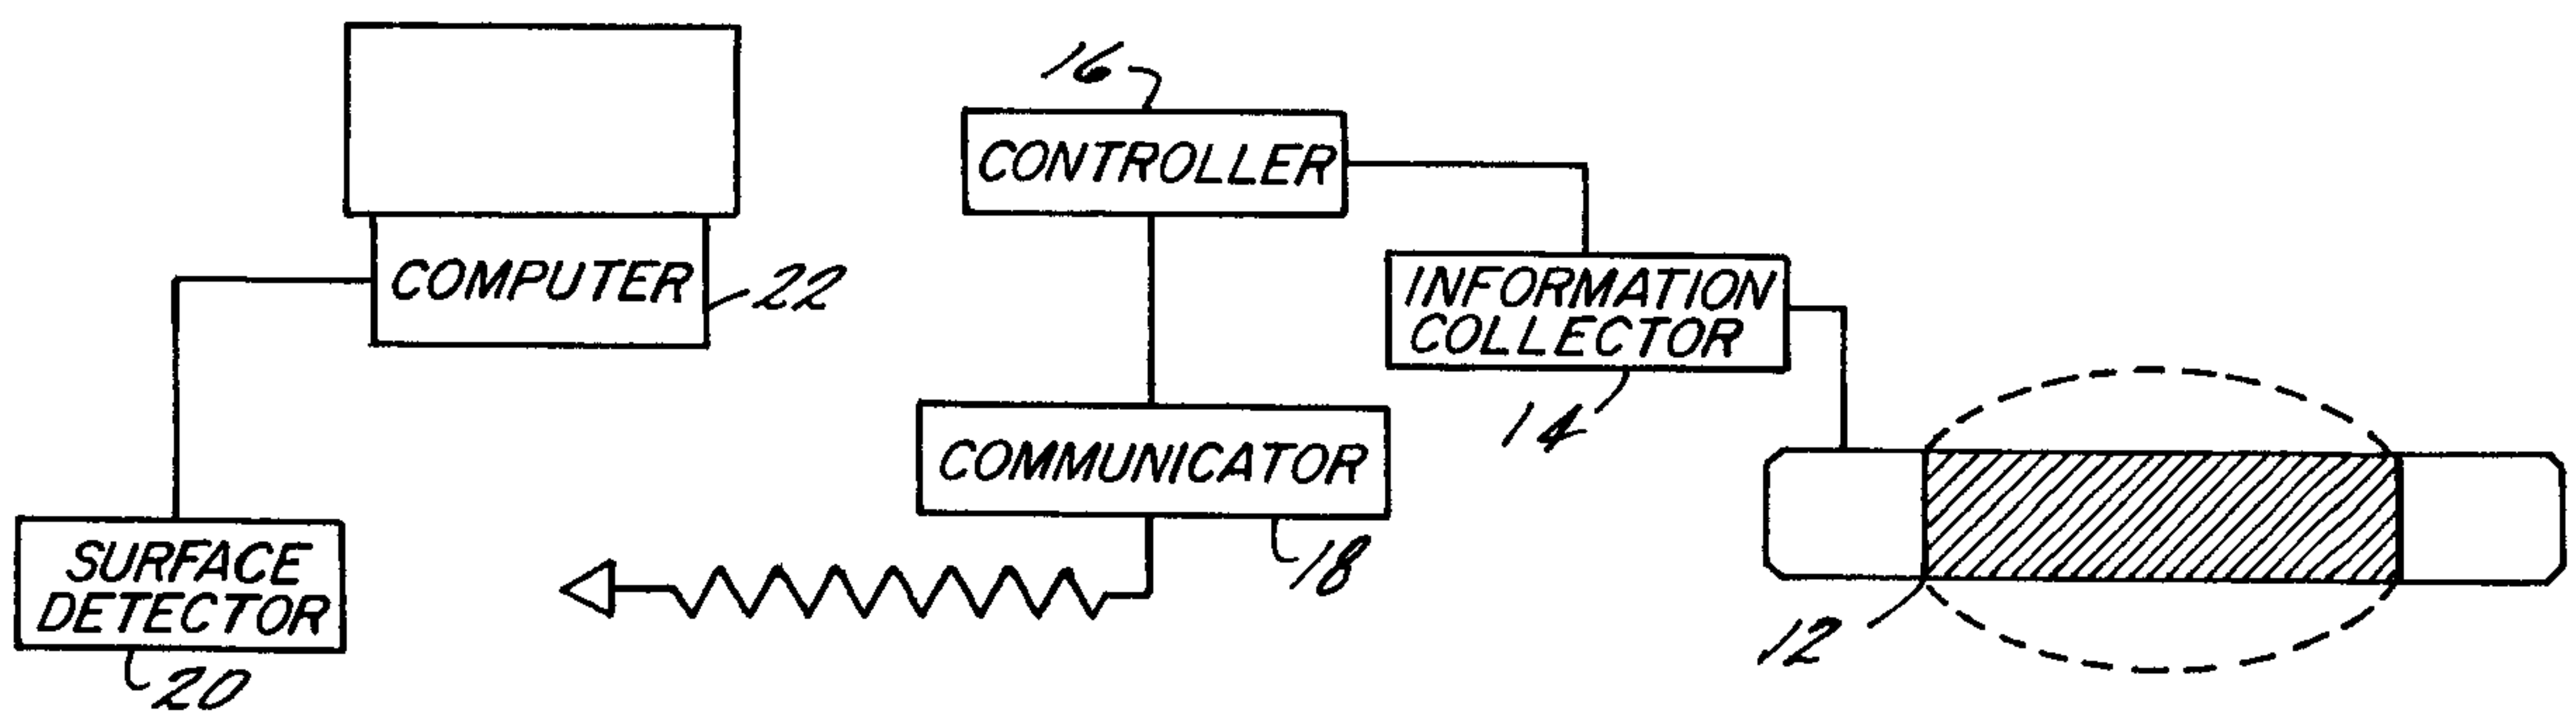 16
CONTROLLER
COMPUTER
22
INFORMATION
COLLECTOR
14
COMMUNICATOR
18
SURFACE
DETECTOR
20
12